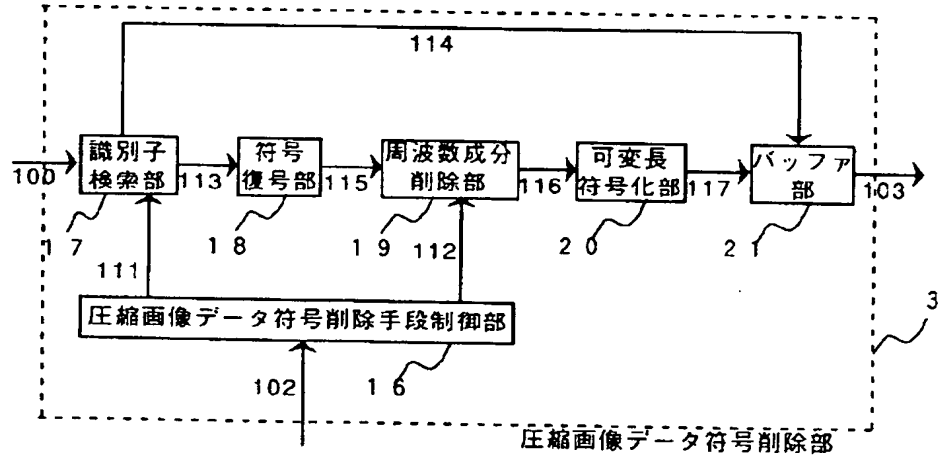 114
識別子
検索部
符号
復号部
周波数成分
削除部
可変長
符号化部
バッファ
部
100
113
115
116
117
103
17
18
19
20
21
111
112
圧縮画像データ符号削除手段制御部
3
102
16
圧縮画像データ符号削除部